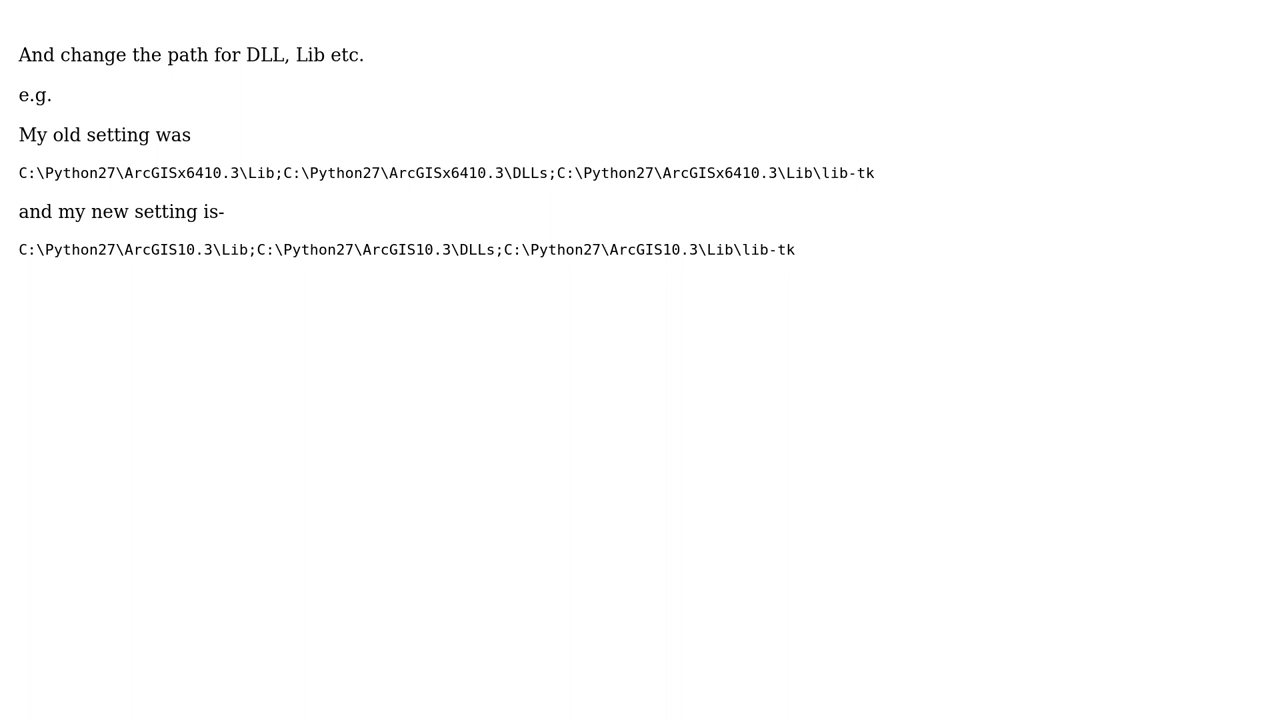 And change the path for DLL, Lib etc.
e.g.
My old setting was
C:\Python27\ArcGISx6410.3\Lib;C:\Python27\ArcGISx6410.3\DLLs;C:\Python27\ArcGISx6410.3\Lib\lib-tk
and my new setting is-
C:\Python27\ArcGIS10.3\Lib;C:\Python27\ArcGIS10.3\DLLs;C:\Python27\ArcGIS10.3\Lib\lib-tk